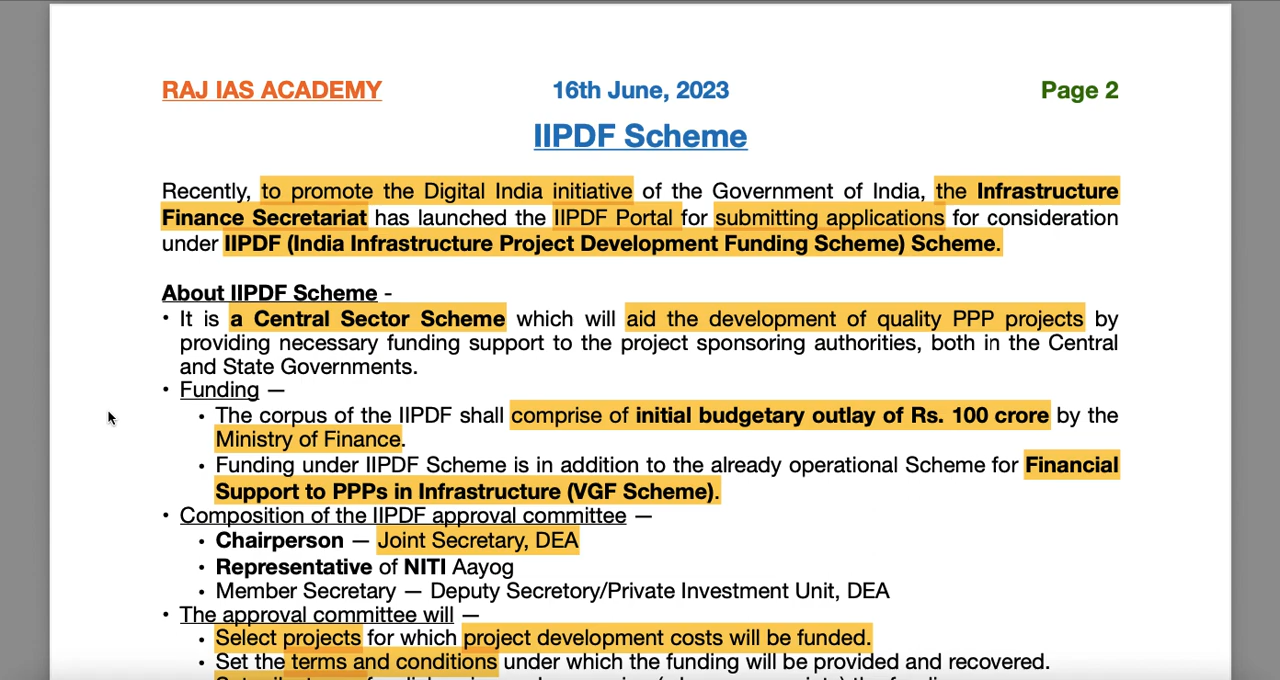 RAJ IAS ACADEMY 16th June, 2023 Page 2
IIPDF Scheme
Recently, to promote the Digital India initiative of the Government of India, the Infrastructure
Finance Secretariat has launched the IIPDF Portal for submitting applications for consideration
under IIPDF (India Infrastructure Project Development Funding Scheme) Scheme.
About IIPDF Scheme -
• It is a Central Sector Scheme which will aid the development of quality PPP projects by
providing necessary funding support to the project sponsoring authorities, both in the Central
and State Governments.
• Funding —
• The corpus of the IIPDF shall comprise of initial budgetary outlay of Rs. 100 crore by the
Ministry of Finance.
• Funding under IIPDF Scheme is in addition to the already operational Scheme for Financial
Support to PPPs in Infrastructure (VGF Scheme).
• Composition of the IIPDF approval committee —
• Chairperson — Joint Secretary, DEA
• Representative of NITI Aayog
• Member Secretary — Deputy Secretory/Private Investment Unit, DEA
• The approval committee will —
• Select projects for which project development costs will be funded.
• Set the terms and conditions under which the funding will be provided and recovered.